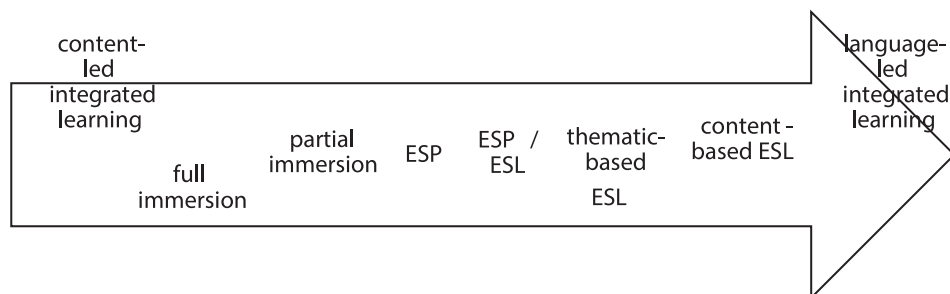 content-
led
integrated
learning
full
immersion
partial
immersion
ESP
ESP /
ESL
thematic-
based
ESL
content -
based ESL
language-
led
integrated
learning